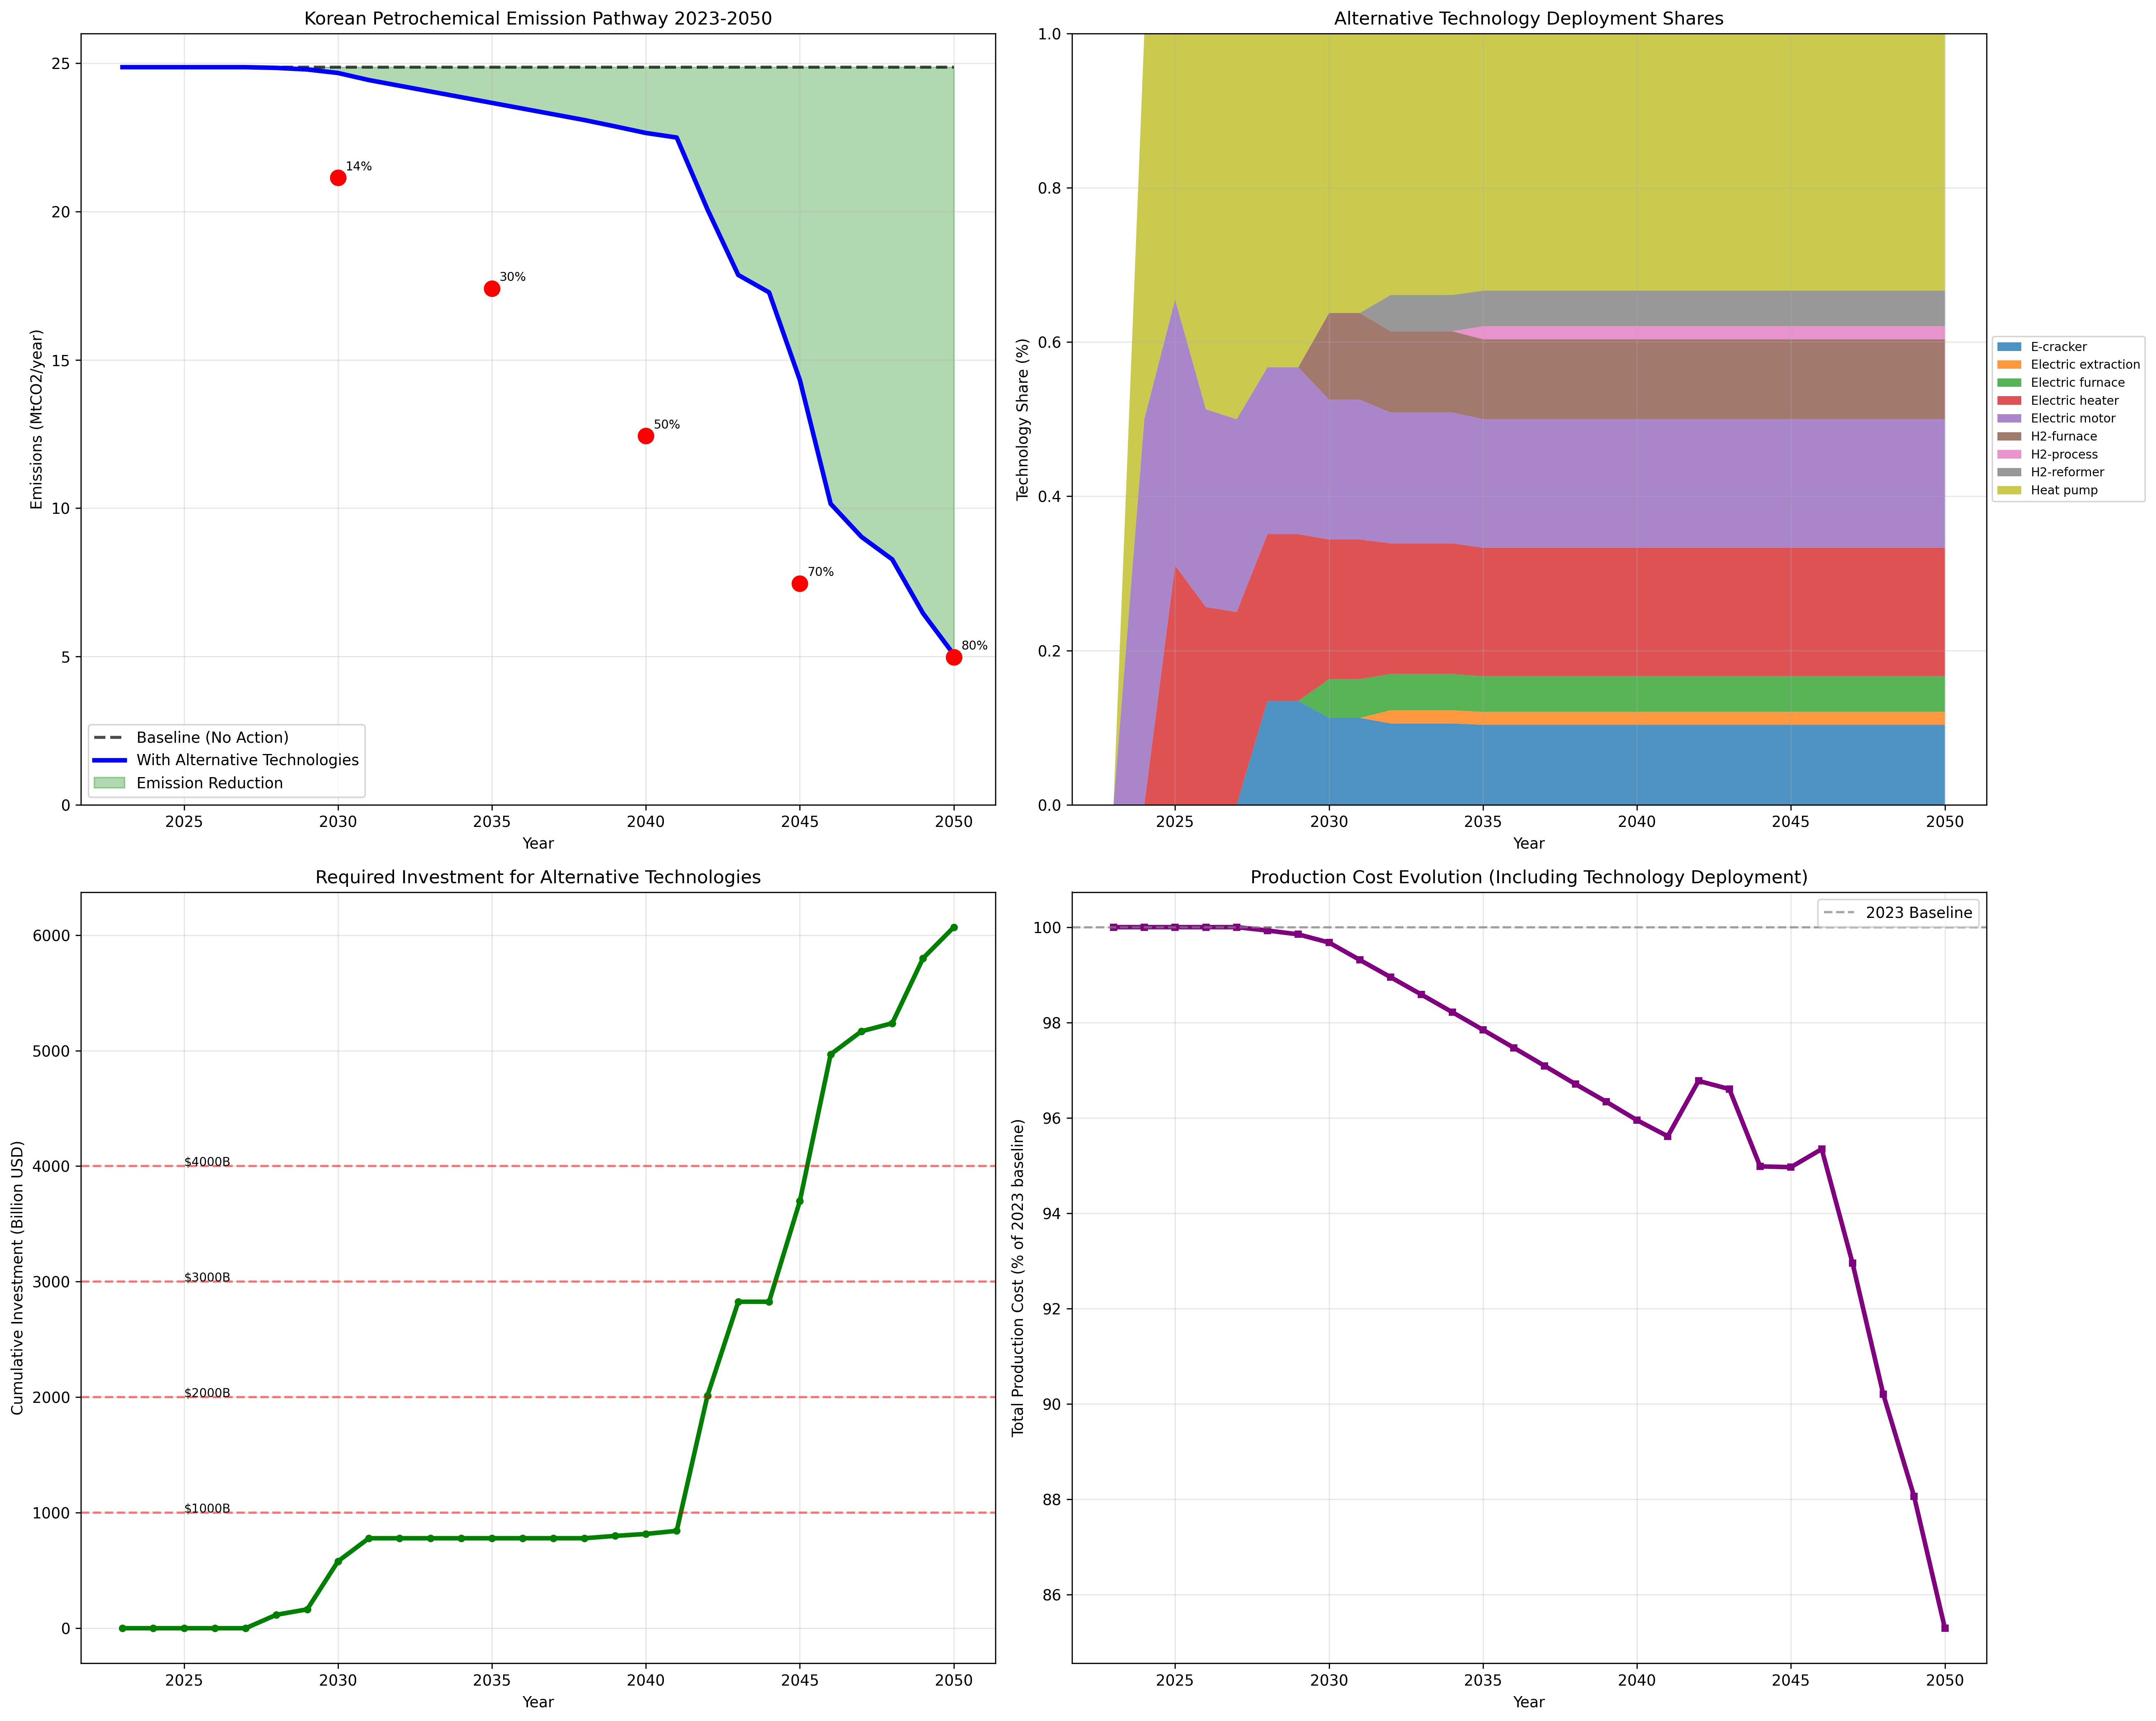 Korean Petrochemical Emission Pathway 2023-2050
Emissions (MtCO2/year)
25
20
15
10
5
0
14%
30%
50%
70%
80%
Baseline (No Action)
With Alternative Technologies
Emission Reduction
2025 2030 2035 2040 2045 2050
Year
Alternative Technology Deployment Shares
Technology Share (%)
1.0
0.8
0.6
0.4
0.2
0.0
2025 2030 2035 2040 2045 2050
Year
E-cracker
Electric extraction
Electric furnace
Electric heater
Electric motor
H2-furnace
H2-process
H2-reformer
Heat pump
Required Investment for Alternative Technologies
Cumulative Investment (Billion USD)
6000
5000
4000
3000
2000
1000
0
$4000B
$3000B
$2000B
$1000B
2025 2030 2035 2040 2045 2050
Year
Production Cost Evolution (Including Technology Deployment)
Total Production Cost (% of 2023 baseline)
100
98
96
94
92
90
88
86
2023 Baseline
2025 2030 2035 2040 2045 2050
Year